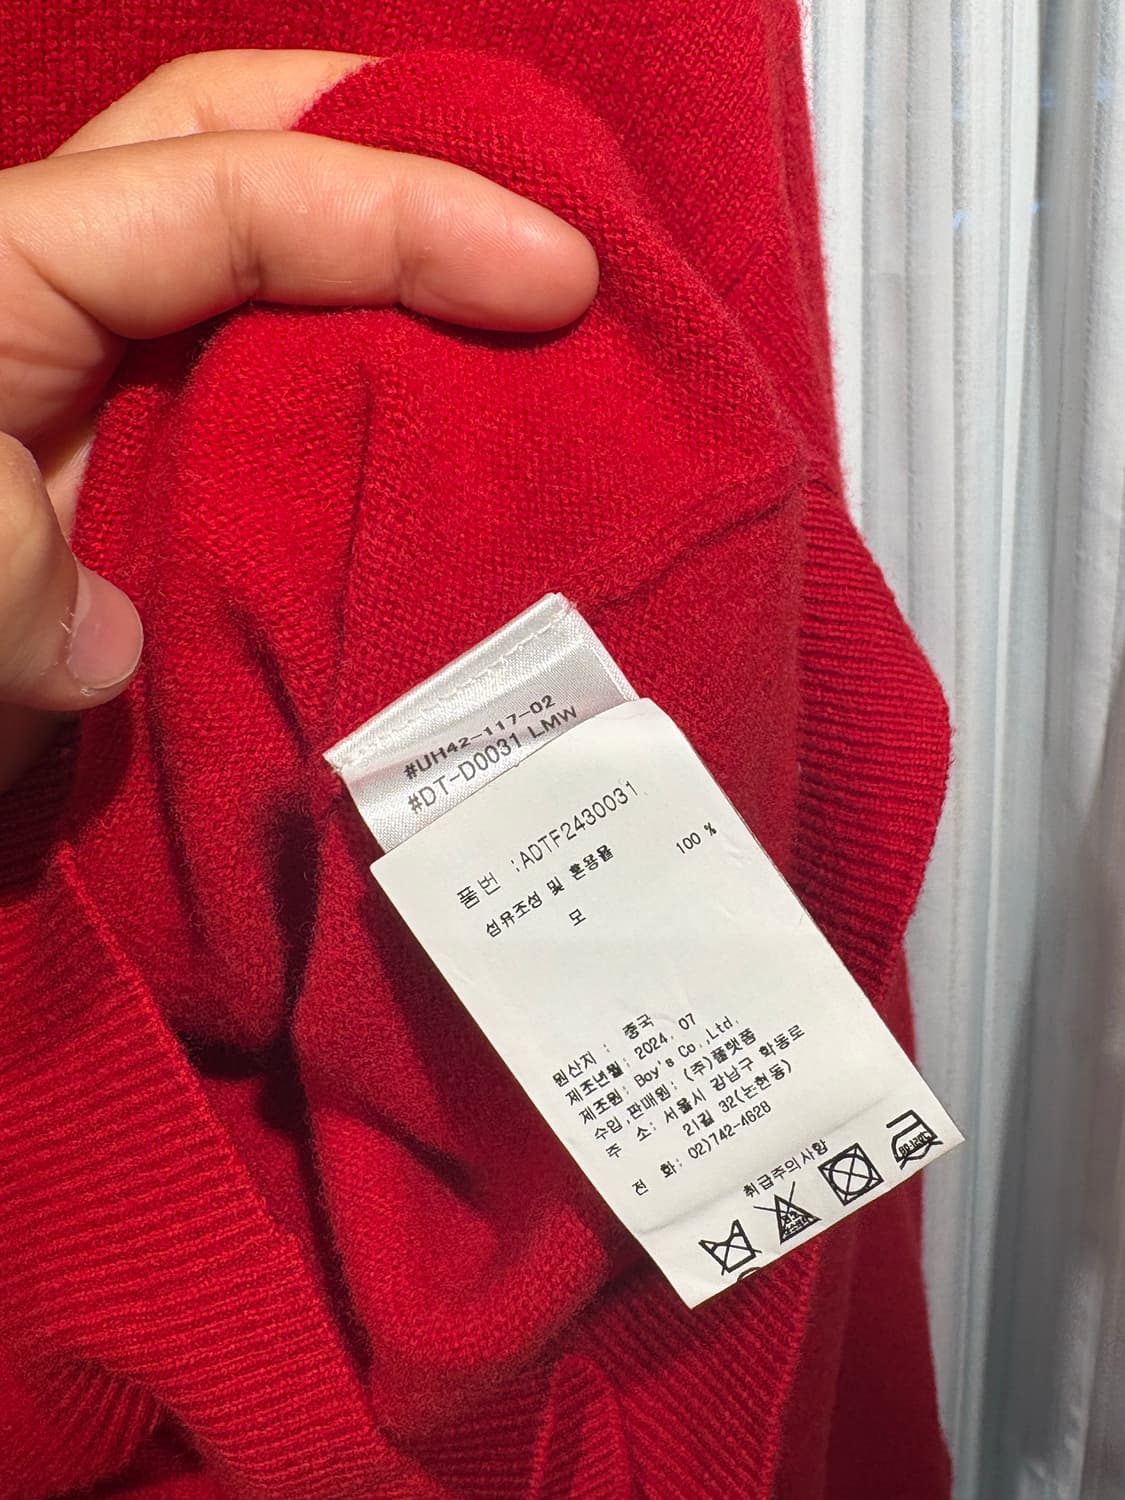 #UH42-117-02
#DT-D0031 LMW
품번 :ADTF2430031
섬유조성 및 혼용율
모 100 %
원산지 : 중국
제조년월: 2024. 07
제조원: Boy's Co.,Ltd.
수입,판매원: (주)플랫폼
주 소: 서울시 강남구 학동로
21길 32(논현동)
전 화: 02)742-4628
취급주의사항